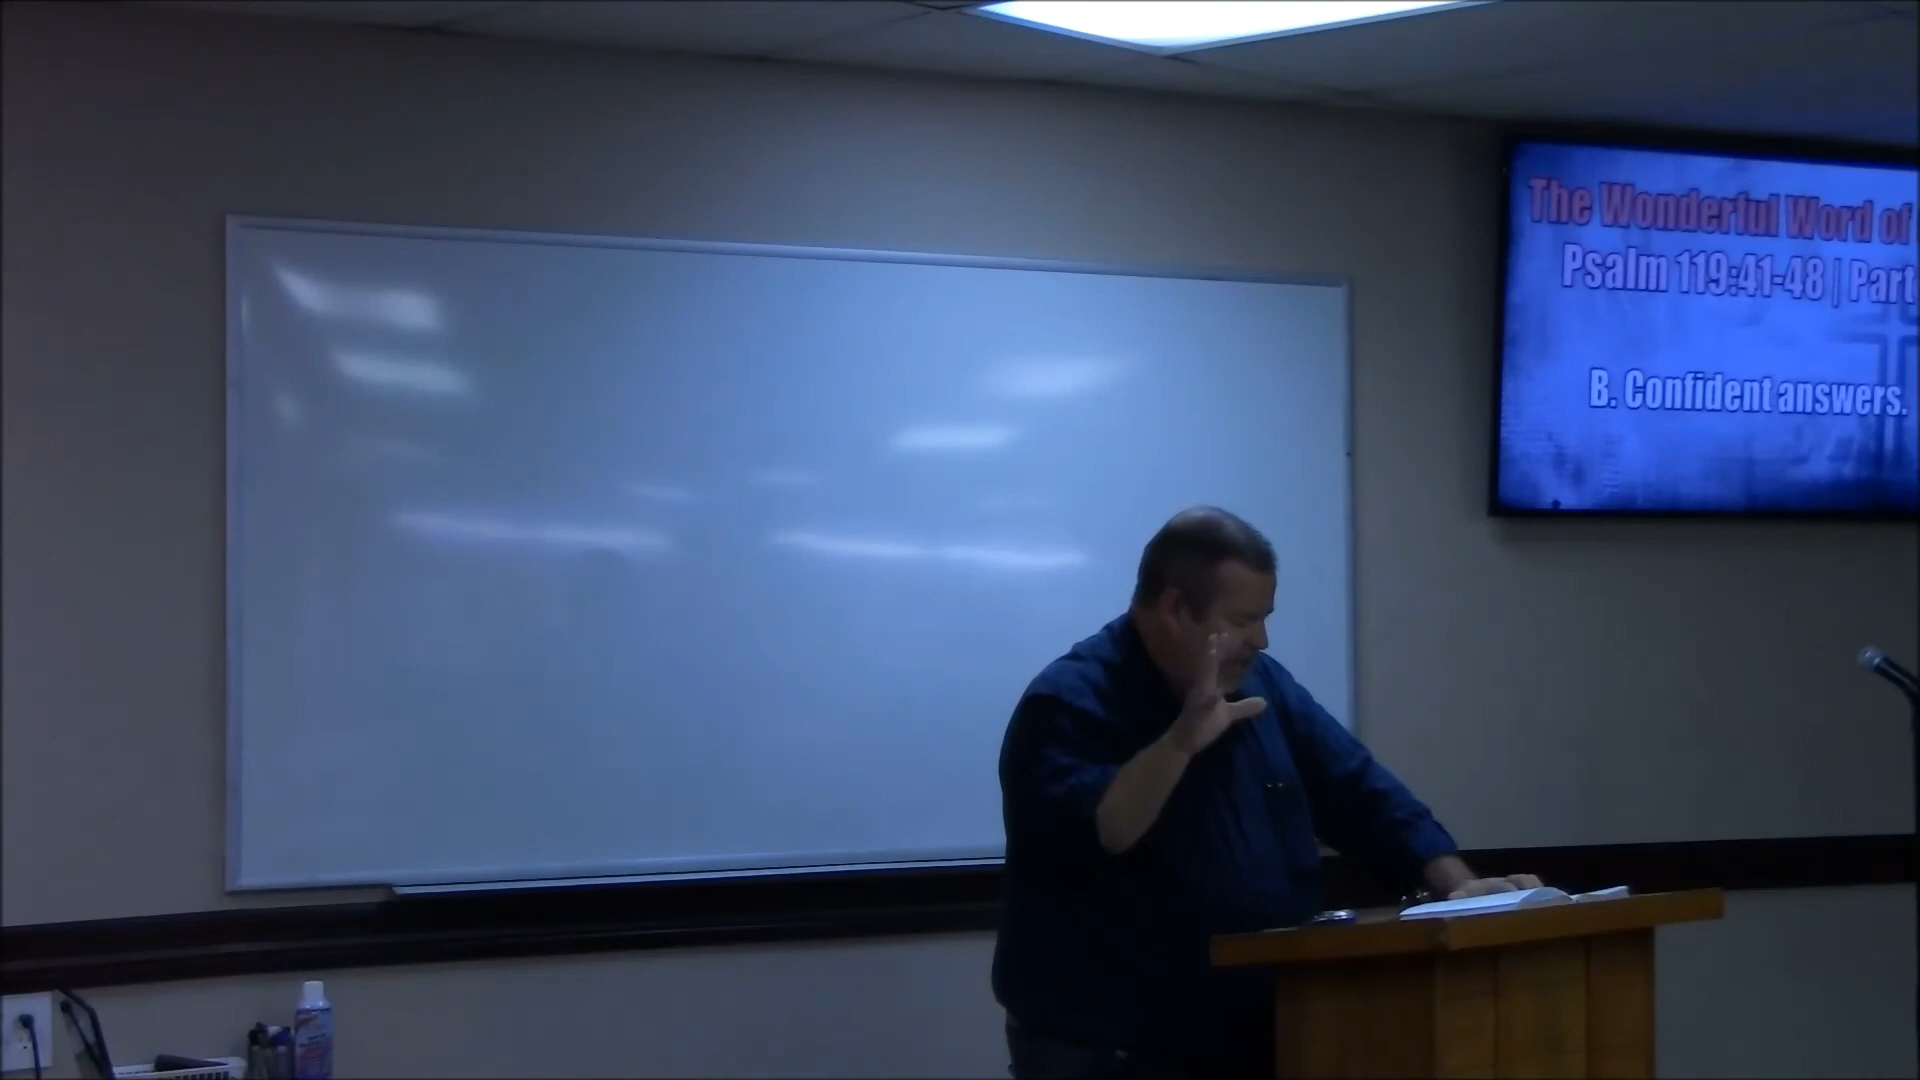 The Wonderful Word of
Psalm 119:41-48 | Part
B. Confident answers.